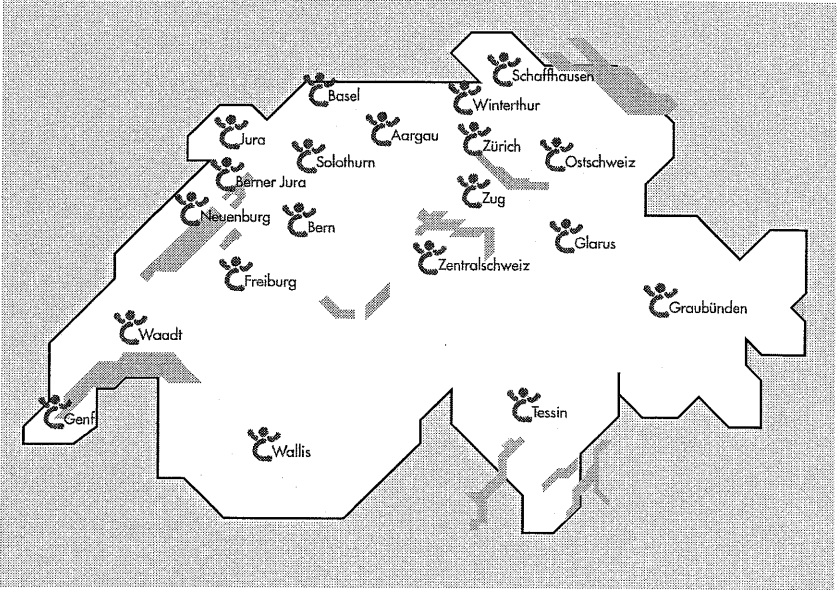 Schaffhausen
Basel
Winterthur
Jura
Aargau
Zürich
Solothurn
Ostschweiz
Berner Jura
Zug
Neuenburg
Bern
Glarus
Zentralschweiz
Freiburg
Graubünden
Waadt
Genf
Tessin
Wallis